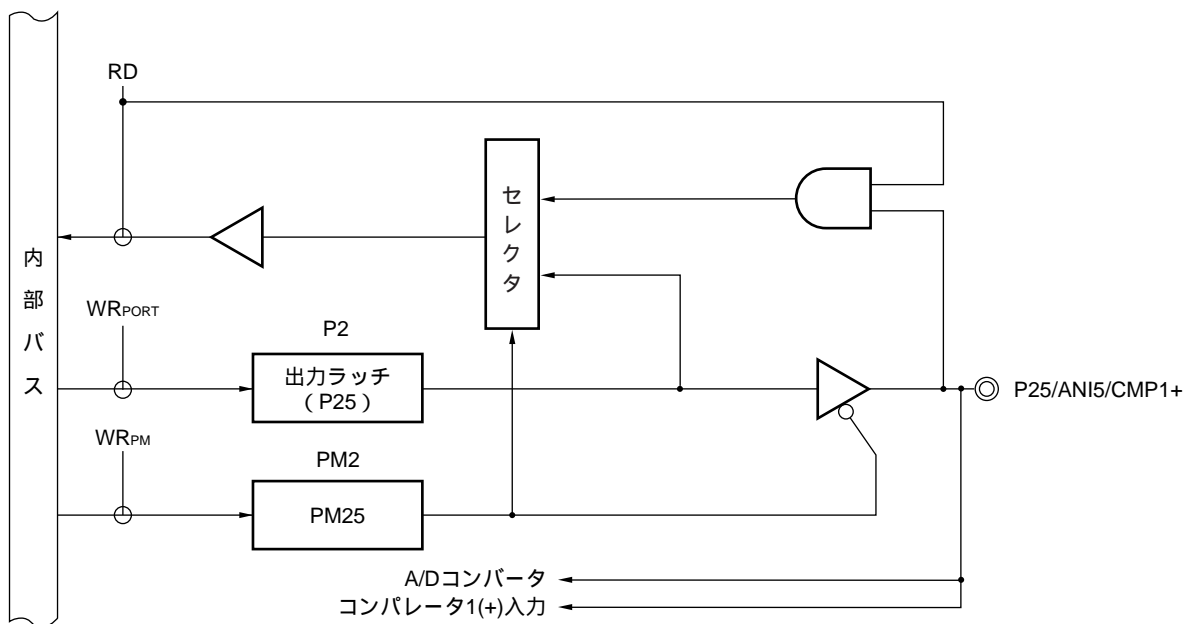 RD
セレクタ
内部バス
WRPORT
P2
出力ラッチ
（P25）
P25/ANI5/CMP1+
WRPM
PM2
PM25
A/Dコンバータ
コンパレータ1(+)入力